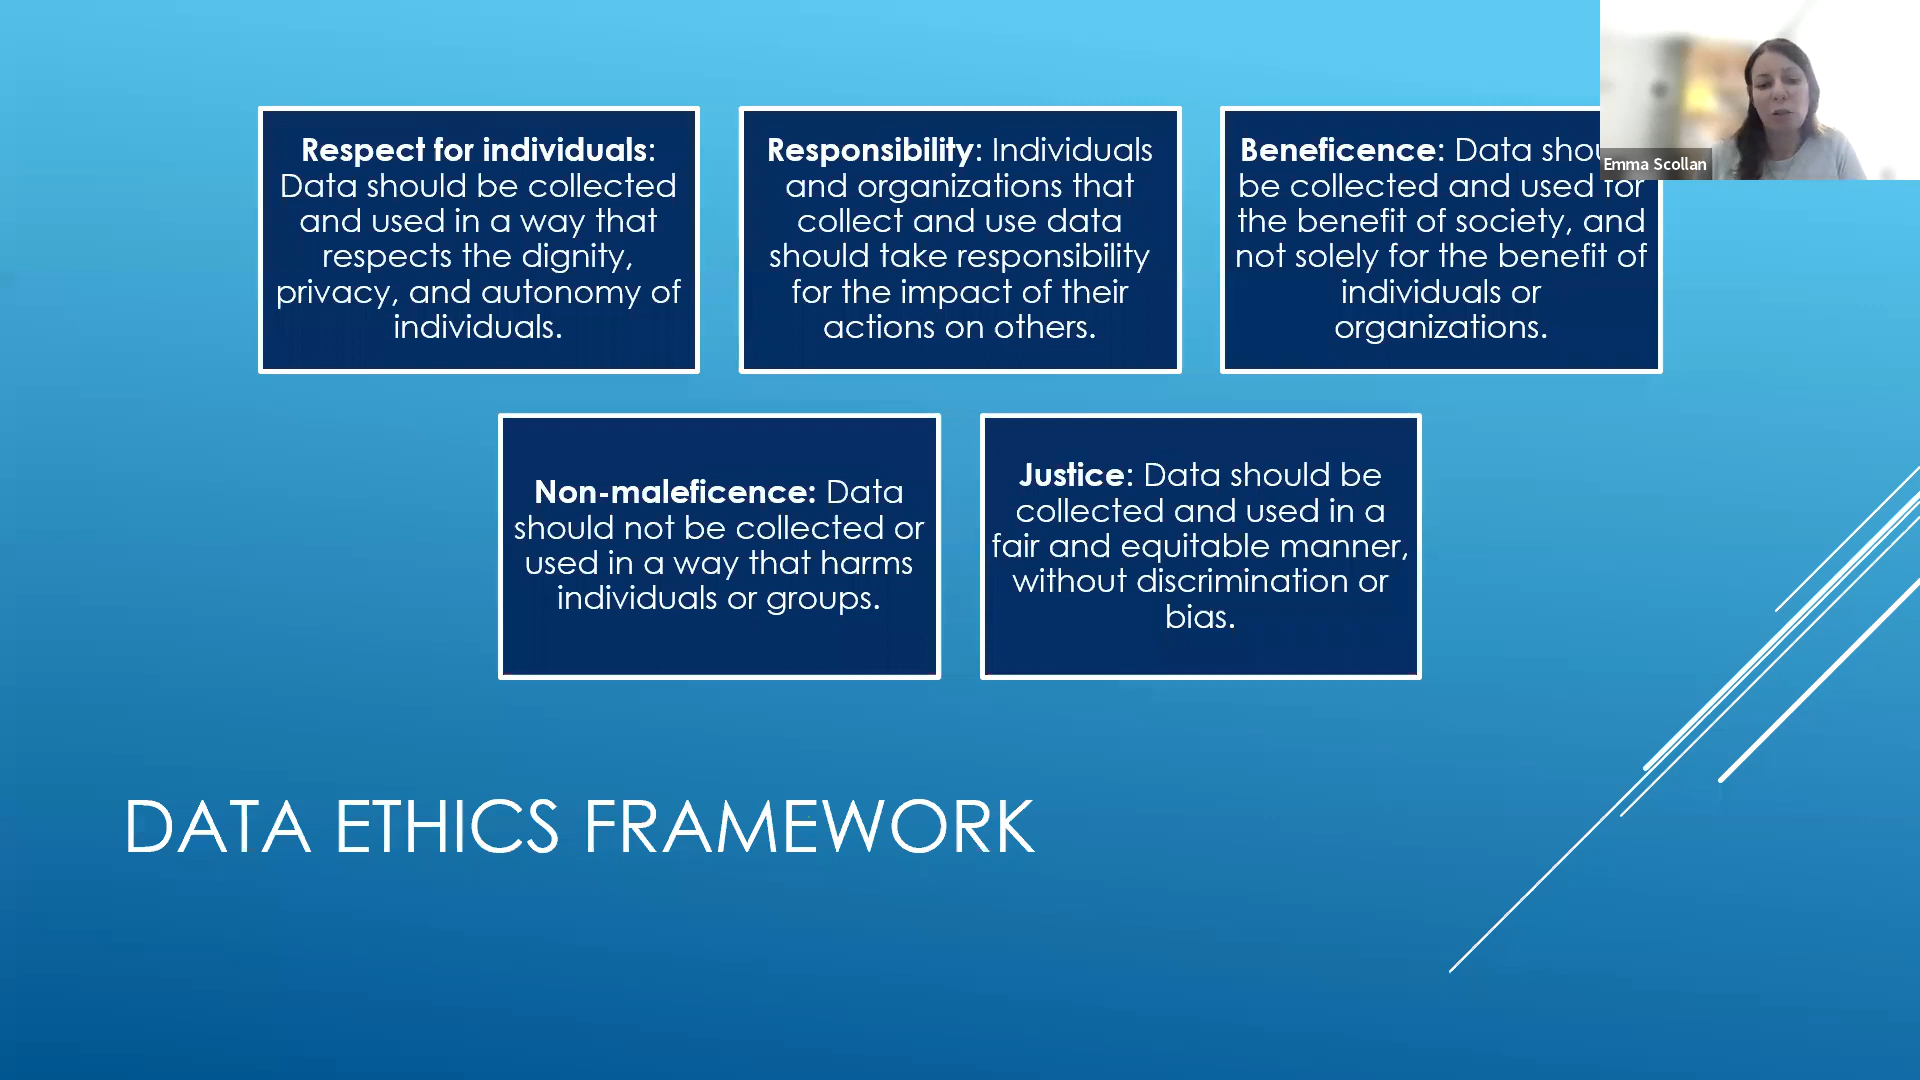 Respect for individuals:
Data should be collected
and used in a way that
respects the dignity,
privacy, and autonomy of
individuals.
Responsibility: Individuals
and organizations that
collect and use data
should take responsibility
for the impact of their
actions on others.
Beneficence: Data
be collected and used for
the benefit of society, and
not solely for the benefit of
individuals or
organizations.
Emma Scollan
Non-maleficence: Data
should not be collected or
used in a way that harms
individuals or groups.
Justice: Data should be
collected and used in a
fair and equitable manner,
without discrimination or
bias.
DATA ETHICS FRAMEWORK